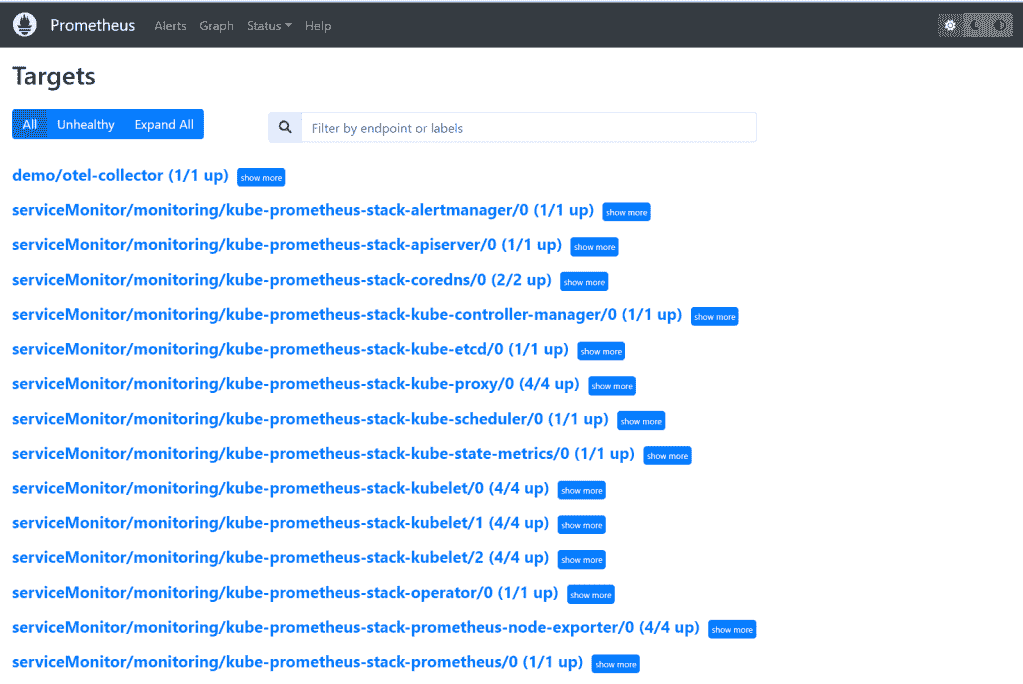 Prometheus Alerts Graph Status Help
Targets
All Unhealthy Expand All Filter by endpoint or labels
demo/otel-collector (1/1 up) show more
serviceMonitor/monitoring/kube-prometheus-stack-alertmanager/0 (1/1 up) show more
serviceMonitor/monitoring/kube-prometheus-stack-apiserver/0 (1/1 up) show more
serviceMonitor/monitoring/kube-prometheus-stack-coredns/0 (2/2 up) show more
serviceMonitor/monitoring/kube-prometheus-stack-kube-controller-manager/0 (1/1 up) show more
serviceMonitor/monitoring/kube-prometheus-stack-kube-etcd/0 (1/1 up) show more
serviceMonitor/monitoring/kube-prometheus-stack-kube-proxy/0 (4/4 up) show more
serviceMonitor/monitoring/kube-prometheus-stack-kube-scheduler/0 (1/1 up) show more
serviceMonitor/monitoring/kube-prometheus-stack-kube-state-metrics/0 (1/1 up) show more
serviceMonitor/monitoring/kube-prometheus-stack-kubelet/0 (4/4 up) show more
serviceMonitor/monitoring/kube-prometheus-stack-kubelet/1 (4/4 up) show more
serviceMonitor/monitoring/kube-prometheus-stack-kubelet/2 (4/4 up) show more
serviceMonitor/monitoring/kube-prometheus-stack-operator/0 (1/1 up) show more
serviceMonitor/monitoring/kube-prometheus-stack-prometheus-node-exporter/0 (4/4 up) show more
serviceMonitor/monitoring/kube-prometheus-stack-prometheus/0 (1/1 up) show more